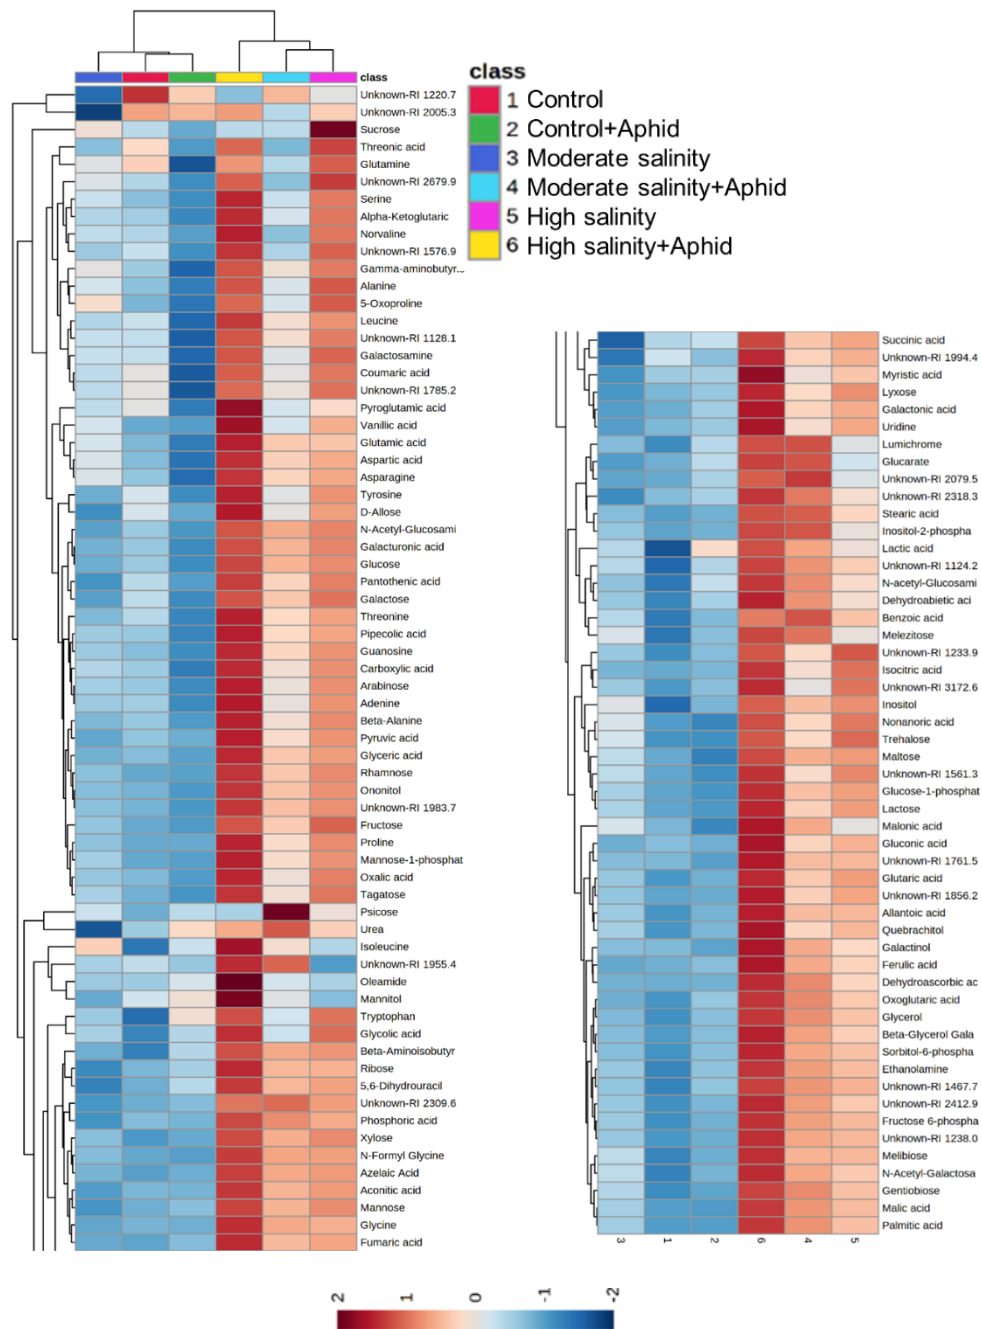 class
Unknown-RI 1220.7
Unknown-RI 2005.3
Sucrose
Threonic acid
Glutamine
Unknown-RI 2679.9
Serine
Alpha-Ketoglutaric
Norvaline
Unknown-RI 1576.9
Gamma-aminobutyr...
Alanine
5-Oxoproline
Leucine
Unknown-RI 1128.1
Galactosamine
Coumaric acid
Unknown-RI 1785.2
Pyroglutamic acid
Vanillic acid
Glutamic acid
Aspartic acid
Asparagine
Tyrosine
D-Allose
N-Acetyl-Glucosami
Galacturonic acid
Glucose
Pantothenic acid
Galactose
Threonine
Pipecolic acid
Guanosine
Carboxylic acid
Arabinose
Adenine
Beta-Alanine
Pyruvic acid
Glyceric acid
Rhamnose
Ononitol
Unknown-RI 1983.7
Fructose
Proline
Mannose-1-phosphat
Oxalic acid
Tagatose
Psicose
Urea
Isoleucine
Unknown-RI 1955.4
Oleamide
Mannitol
Tryptophan
Glycolic acid
Beta-Aminoisobutyr
Ribose
5,6-Dihydrouracil
Unknown-RI 2309.6
Phosphoric acid
Xylose
N-Formyl Glycine
Azelaic Acid
Aconitic acid
Mannose
Glycine
Fumaric acid
class
1 Control
2 Control+Aphid
3 Moderate salinity
4 Moderate salinity+Aphid
5 High salinity
6 High salinity+Aphid
Succinic acid
Unknown-RI 1994.4
Myristic acid
Lyxose
Galactonic acid
Uridine
Lumichrome
Glucarate
Unknown-RI 2079.5
Unknown-RI 2318.3
Stearic acid
Inositol-2-phospha
Lactic acid
Unknown-RI 1124.2
N-acetyl-Glucosami
Dehydroabietic aci
Benzoic acid
Melezitose
Unknown-RI 1233.9
Isocitric acid
Unknown-RI 3172.6
Inositol
Nonanoric acid
Trehalose
Maltose
Unknown-RI 1561.3
Glucose-1-phosphat
Lactose
Malonic acid
Gluconic acid
Unknown-RI 1761.5
Glutaric acid
Unknown-RI 1856.2
Allantoic acid
Quebrachitol
Galactinol
Ferulic acid
Dehydroascorbic ac
Oxoglutaric acid
Glycerol
Beta-Glycerol Gala
Sorbitol-6-phospha
Ethanolamine
Unknown-RI 1467.7
Unknown-RI 2412.9
Fructose 6-phospha
Unknown-RI 1238.0
Melibiose
N-Acetyl-Galactosa
Gentiobiose
Malic acid
Palmitic acid
3 1 2 6 4 5
2 1 0 -1 -2